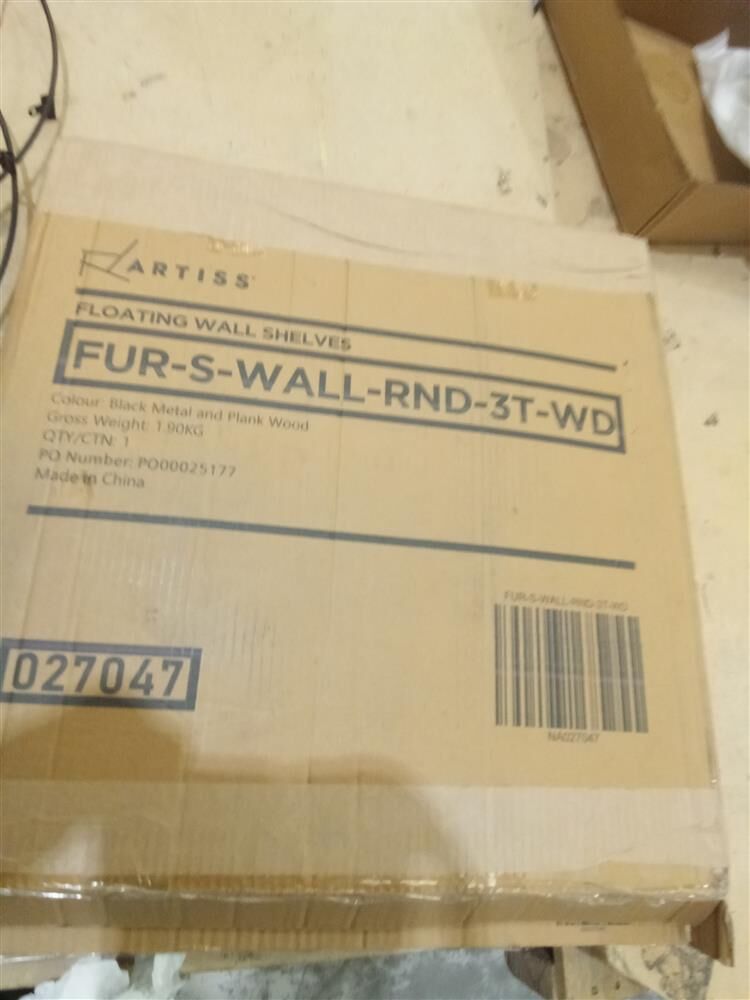 ARTISS
FLOATING WALL SHELVES
FUR-S-WALL-RND-3T-WD
Colour: Black Metal and Plank Wood
Gross Weight: 1.90KG
QTY/CTN: 1
PO Number: PO00025177
Made in China
FUR-S-WALL-RND-3T-WD
027047
NA027047